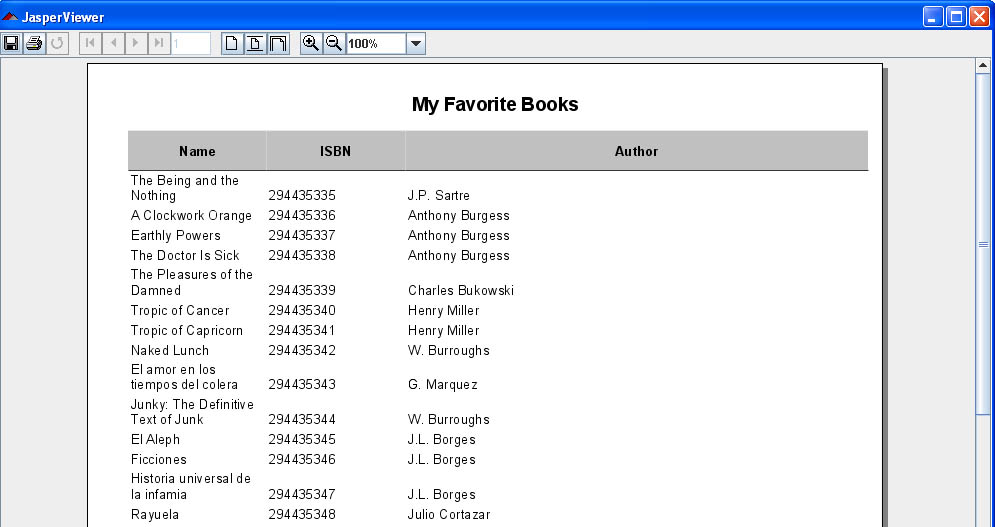 JasperViewer
1
100%
My Favorite Books
Name ISBN Author
The Being and the
Nothing 294435335 J.P. Sartre
A Clockwork Orange 294435336 Anthony Burgess
Earthly Powers 294435337 Anthony Burgess
The Doctor Is Sick 294435338 Anthony Burgess
The Pleasures of the
Damned 294435339 Charles Bukowski
Tropic of Cancer 294435340 Henry Miller
Tropic of Capricorn 294435341 Henry Miller
Naked Lunch 294435342 W. Burroughs
El amor en los
tiempos del colera 294435343 G. Marquez
Junky: The Definitive
Text of Junk 294435344 W. Burroughs
El Aleph 294435345 J.L. Borges
Ficciones 294435346 J.L. Borges
Historia universal de
la infamia 294435347 J.L. Borges
Rayuela 294435348 Julio Cortazar